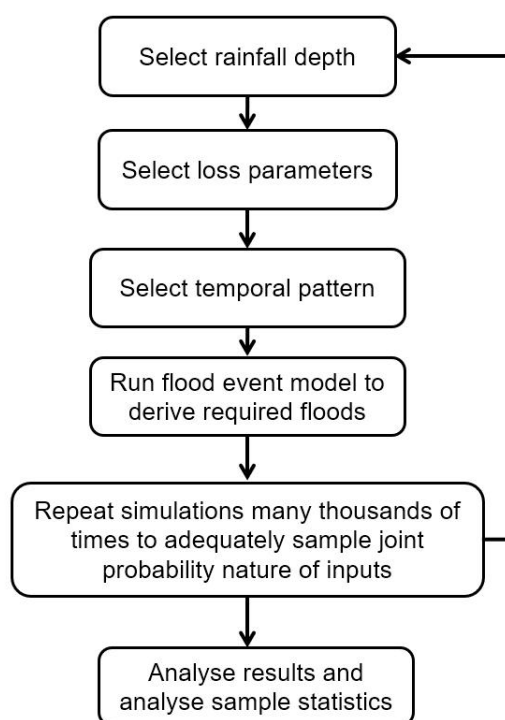 Select rainfall depth
Select loss parameters
Select temporal pattern
Run flood event model to
derive required floods
Repeat simulations many thousands of
times to adequately sample joint
probability nature of inputs
Analyse results and
analyse sample statistics